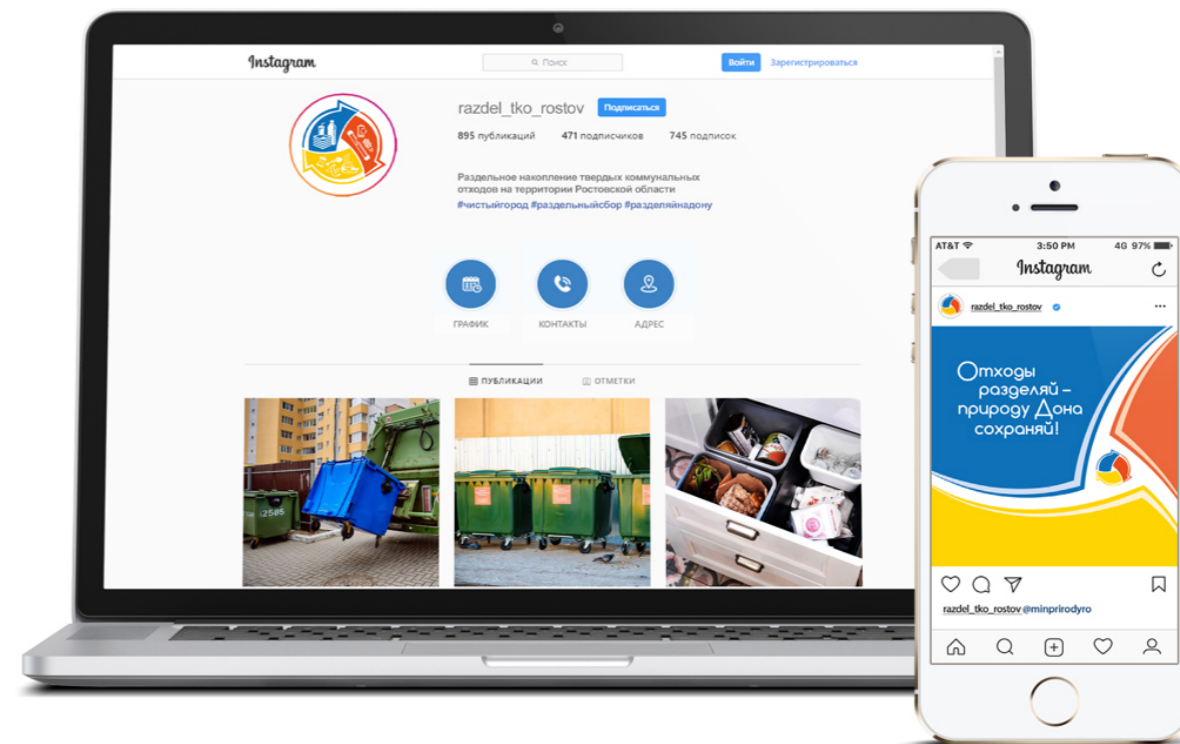 Instagram
Поиск
Войти Зарегистрироваться
razdel_tko_rostov Подписаться
895 публикаций 471 подписчиков 745 подписок
Раздельное накопление твердых коммунальных
отходов на территории Ростовской области
#чистыйгород #раздельныйсбор #разделяйнадону
ГРАФИК КОНТАКТЫ АДРЕС
ПУБЛИКАЦИИ ОТМЕТКИ
42585
AT&T 3:50 PM 4G 97%
Instagram
razdel_tko_rostov
Отходы
разделяй –
природу Дона
сохраняй!
razdel_tko_rostov @minprirodyro